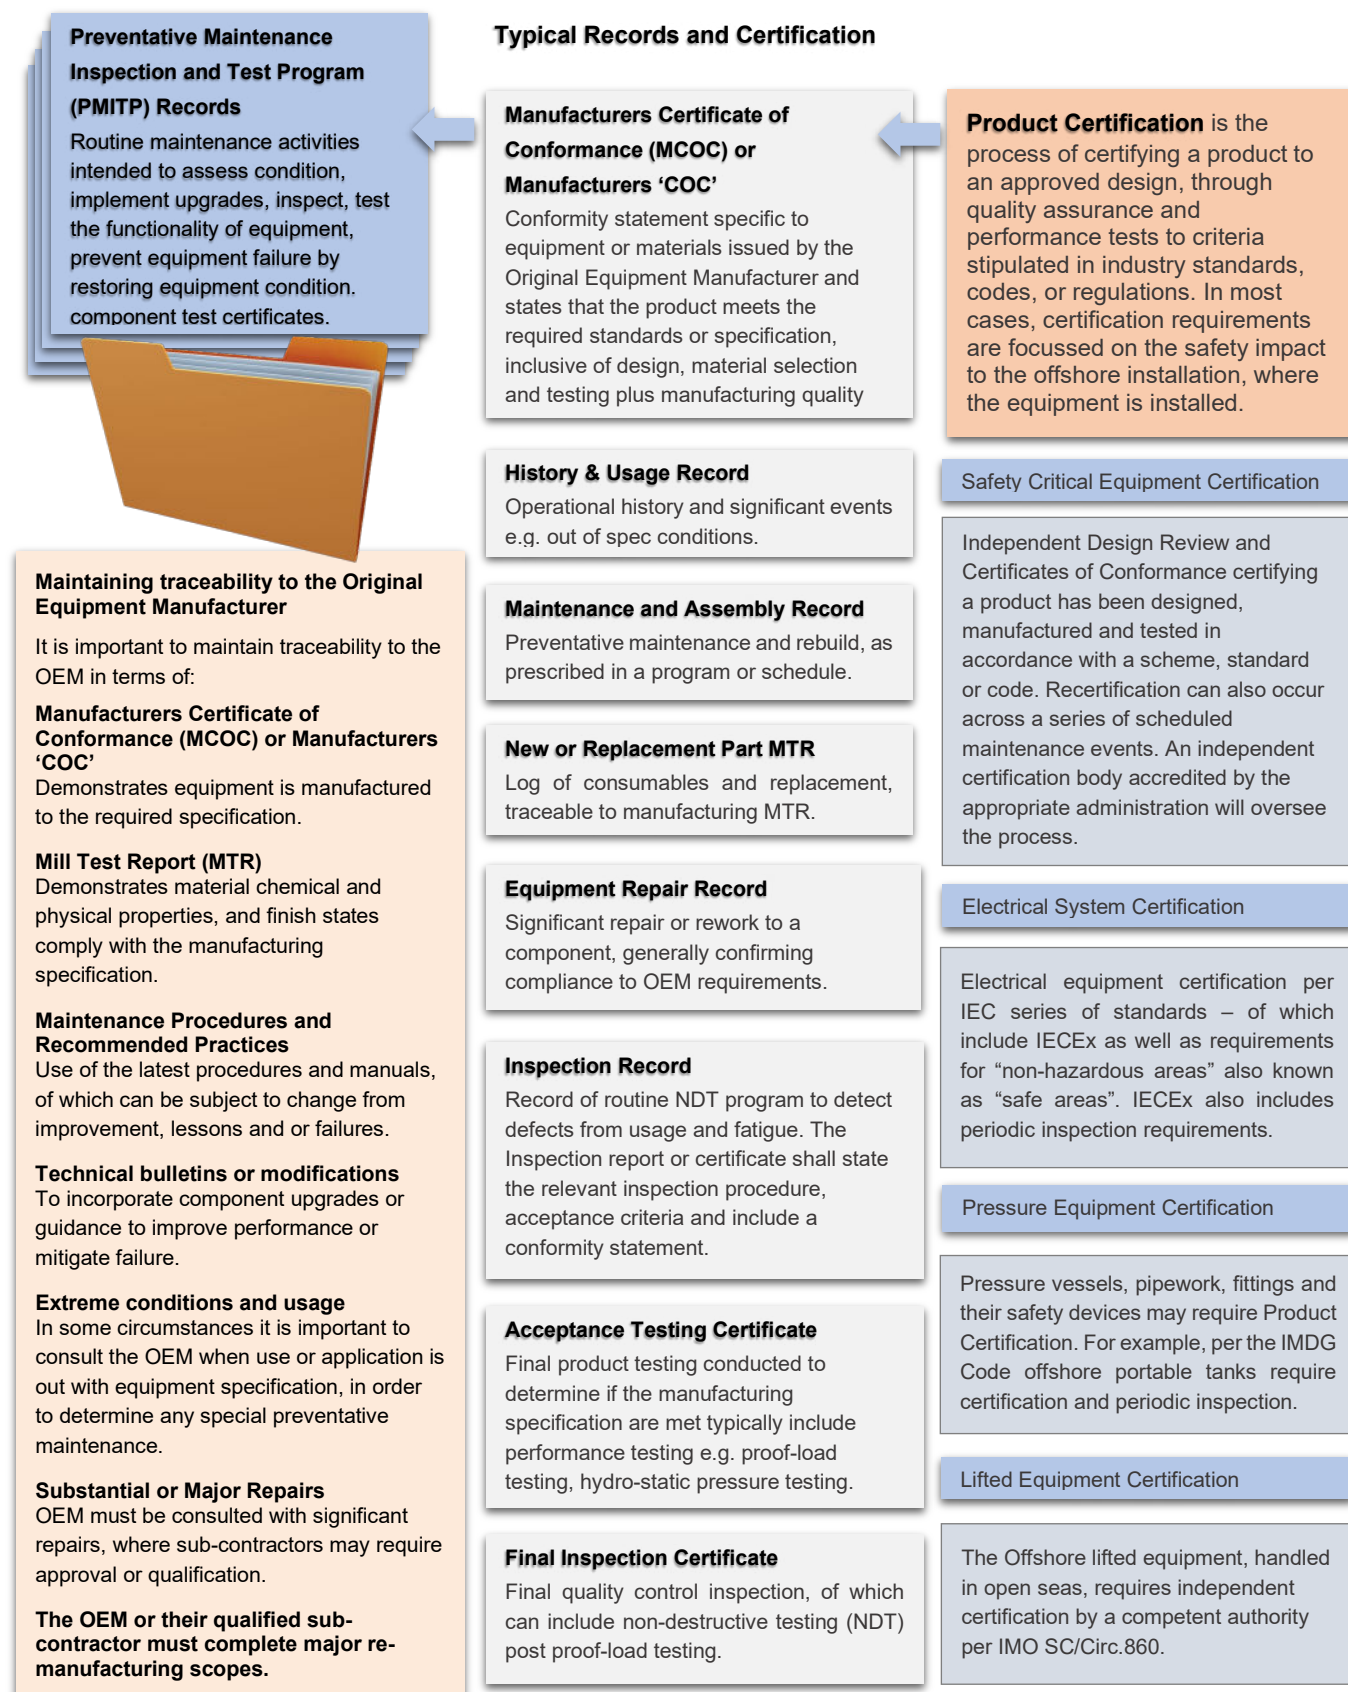 Preventative Maintenance
Inspection and Test Program
(PMITP) Records
Routine maintenance activities
intended to assess condition,
implement upgrades, inspect, test
the functionality of equipment,
prevent equipment failure by
restoring equipment condition.
component test certificates.
Maintaining traceability to the Original
Equipment Manufacturer
It is important to maintain traceability to the
OEM in terms of:
Manufacturers Certificate of
Conformance (MCOC) or Manufacturers
‘COC’
Demonstrates equipment is manufactured
to the required specification.
Mill Test Report (MTR)
Demonstrates material chemical and
physical properties, and finish states
comply with the manufacturing
specification.
Maintenance Procedures and
Recommended Practices
Use of the latest procedures and manuals,
of which can be subject to change from
improvement, lessons and or failures.
Technical bulletins or modifications
To incorporate component upgrades or
guidance to improve performance or
mitigate failure.
Extreme conditions and usage
In some circumstances it is important to
consult the OEM when use or application is
out with equipment specification, in order
to determine any special preventative
maintenance.
Substantial or Major Repairs
OEM must be consulted with significant
repairs, where sub-contractors may require
approval or qualification.
The OEM or their qualified sub-
contractor must complete major re-
manufacturing scopes.
Typical Records and Certification
Manufacturers Certificate of
Conformance (MCOC) or
Manufacturers ‘COC’
Conformity statement specific to
equipment or materials issued by the
Original Equipment Manufacturer and
states that the product meets the
required standards or specification,
inclusive of design, material selection
and testing plus manufacturing quality
History & Usage Record
Operational history and significant events
e.g. out of spec conditions.
Maintenance and Assembly Record
Preventative maintenance and rebuild, as
prescribed in a program or schedule.
New or Replacement Part MTR
Log of consumables and replacement,
traceable to manufacturing MTR.
Equipment Repair Record
Significant repair or rework to a
component, generally confirming
compliance to OEM requirements.
Inspection Record
Record of routine NDT program to detect
defects from usage and fatigue. The
Inspection report or certificate shall state
the relevant inspection procedure,
acceptance criteria and include a
conformity statement.
Acceptance Testing Certificate
Final product testing conducted to
determine if the manufacturing
specification are met typically include
performance testing e.g. proof-load
testing, hydro-static pressure testing.
Final Inspection Certificate
Final quality control inspection, of which
can include non-destructive testing (NDT)
post proof-load testing.
Product Certification is the
process of certifying a product to
an approved design, through
quality assurance and
performance tests to criteria
stipulated in industry standards,
codes, or regulations. In most
cases, certification requirements
are focussed on the safety impact
to the offshore installation, where
the equipment is installed.
Safety Critical Equipment Certification
Independent Design Review and
Certificates of Conformance certifying
a product has been designed,
manufactured and tested in
accordance with a scheme, standard
or code. Recertification can also occur
across a series of scheduled
maintenance events. An independent
certification body accredited by the
appropriate administration will oversee
the process.
Electrical System Certification
Electrical equipment certification per
IEC series of standards – of which
include IECEx as well as requirements
for “non-hazardous areas” also known
as “safe areas”. IECEx also includes
periodic inspection requirements.
Pressure Equipment Certification
Pressure vessels, pipework, fittings and
their safety devices may require Product
Certification. For example, per the IMDG
Code offshore portable tanks require
certification and periodic inspection.
Lifted Equipment Certification
The Offshore lifted equipment, handled
in open seas, requires independent
certification by a competent authority
per IMO SC/Circ.860.